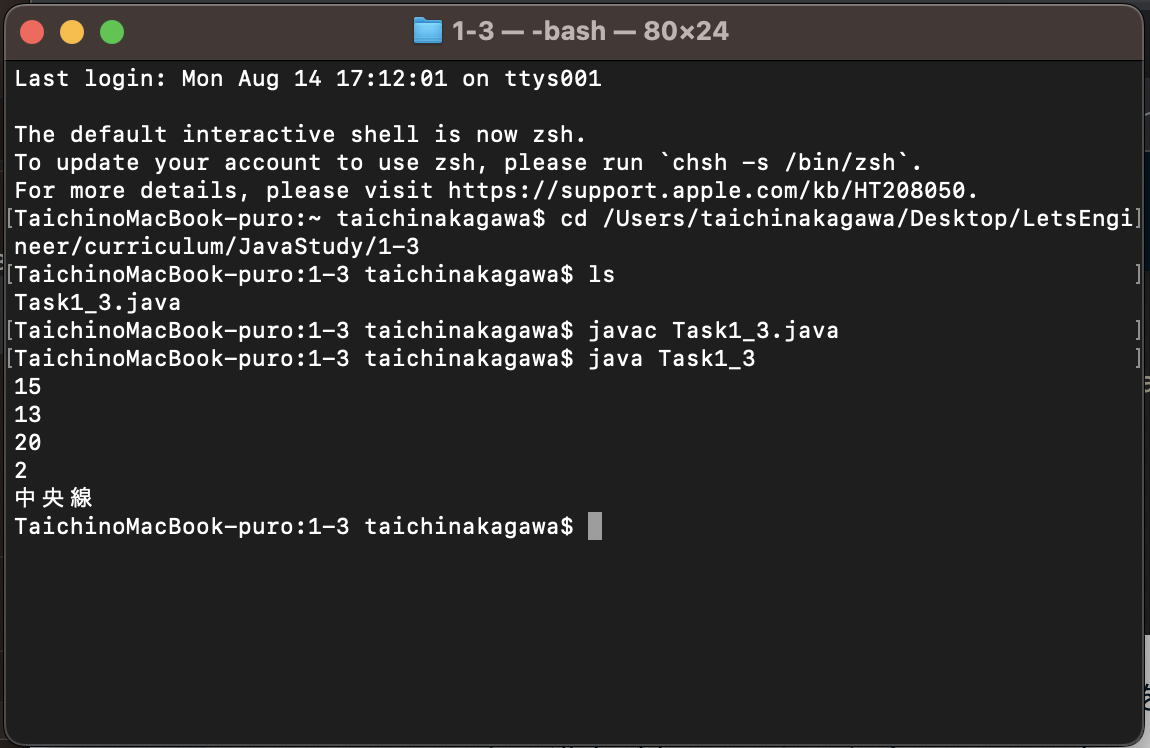 1-3 — -bash — 80×24
Last login: Mon Aug 14 17:12:01 on ttys001
The default interactive shell is now zsh.
To update your account to use zsh, please run `chsh -s /bin/zsh`.
For more details, please visit https://support.apple.com/kb/HT208050.
[TaichinoMacBook-puro:~ taichinakagawa$ cd /Users/taichinakagawa/Desktop/LetsEngi]
neer/curriculum/JavaStudy/1-3
[TaichinoMacBook-puro:1-3 taichinakagawa$ ls ]
Task1_3.java
[TaichinoMacBook-puro:1-3 taichinakagawa$ javac Task1_3.java ]
[TaichinoMacBook-puro:1-3 taichinakagawa$ java Task1_3 ]
15
13
20
2
中央線
TaichinoMacBook-puro:1-3 taichinakagawa$